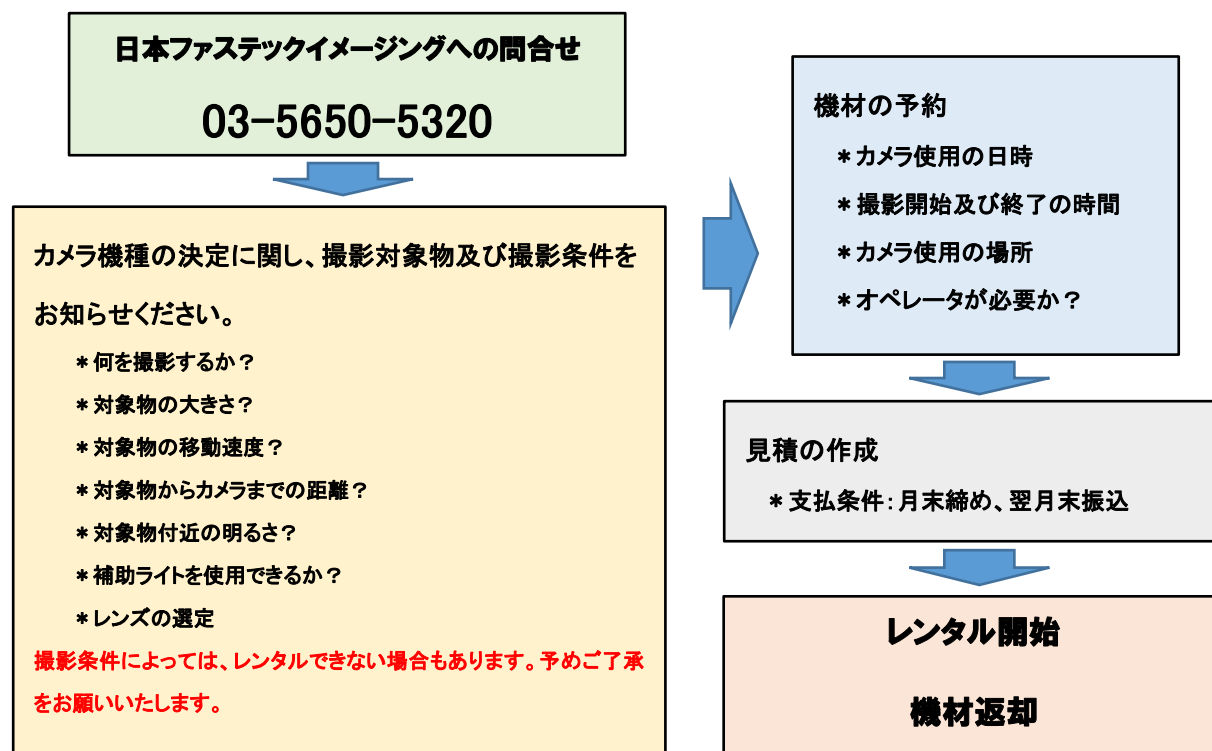 日本ファステックイメージングへの問合せ
03-5650-5320
カメラ機種の決定に関し、撮影対象物及び撮影条件を
お知らせください。
*何を撮影するか?
*対象物の大きさ?
*対象物の移動速度?
*対象物からカメラまでの距離?
*対象物付近の明るさ?
*補助ライトを使用できるか?
*レンズの選定
撮影条件によっては、レンタルできない場合もあります。予めご了承
をお願いいたします。
機材の予約
*カメラ使用の日時
*撮影開始及び終了の時間
*カメラ使用の場所
*オペレータが必要か?
見積の作成
*支払条件:月末締め、翌月末振込
レンタル開始
機材返却